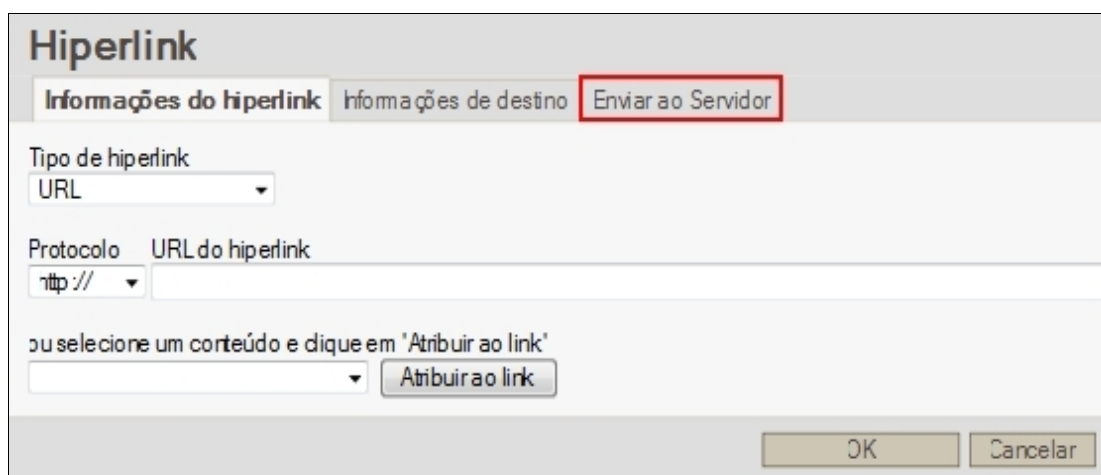 Hiperlink
Informações do hiperlink Informações de destino Enviar ao Servidor
Tipo de hiperlink
URL
Protocolo URL do hiperlink
http://
ou selecione um conteúdo e clique em 'Atribuir ao link'
Atribuir ao link
OK Cancelar